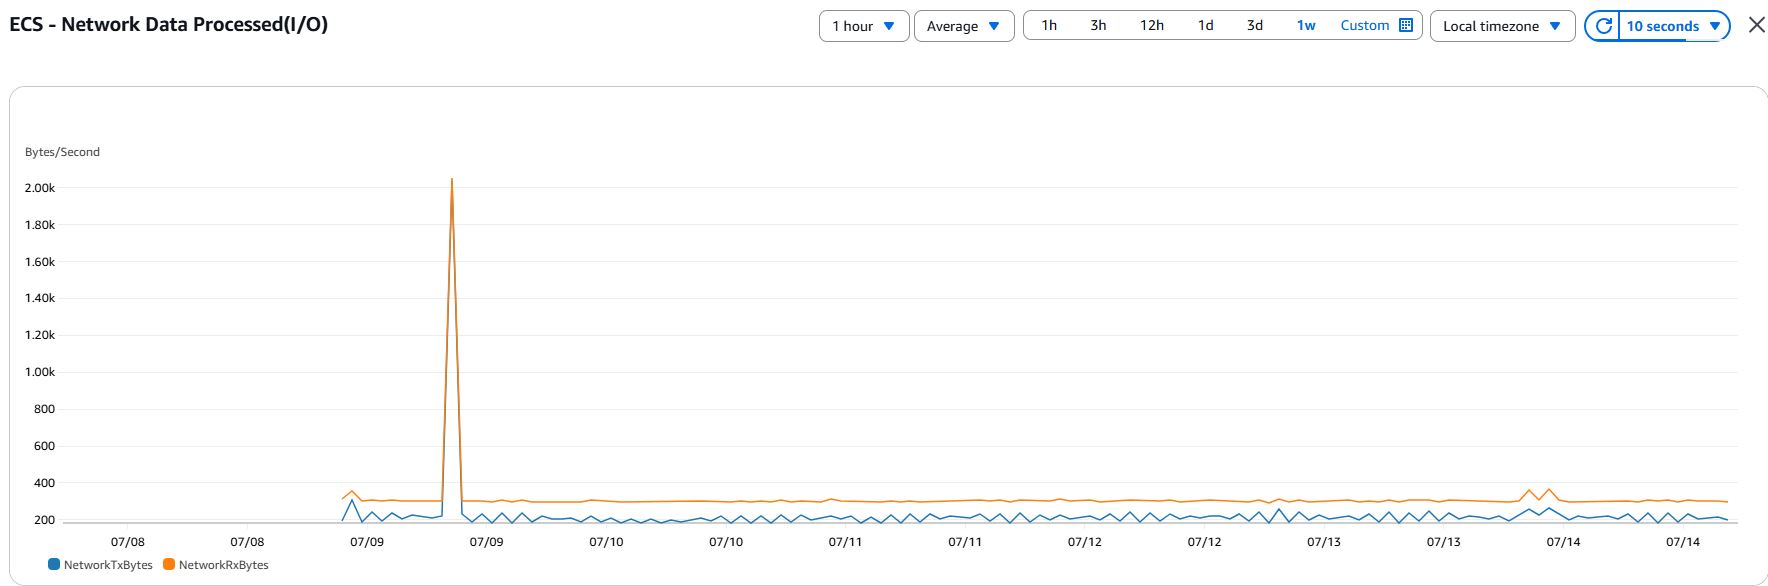 ECS - Network Data Processed(I/O)
1 hour Average 1h 3h 12h 1d 3d 1w Custom Local timezone 10 seconds
Bytes/Second
2.00k
1.80k
1.60k
1.40k
1.20k
1.00k
800
600
400
200
07/08 07/08 07/09 07/09 07/10 07/10 07/11 07/11 07/12 07/12 07/13 07/13 07/14 07/14
NetworkTxBytes NetworkRxBytes